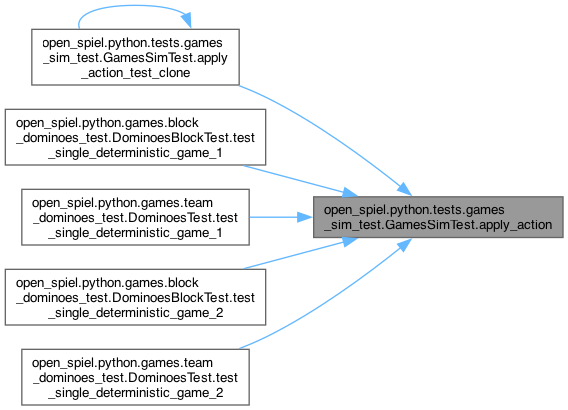 open_spiel.python.tests.games
_sim_test.GamesSimTest.apply
_action_test_clone
open_spiel.python.games.block
_dominoes_test.DominoesBlockTest.test
_single_deterministic_game_1
open_spiel.python.games.team
_dominoes_test.DominoesTest.test
_single_deterministic_game_1
open_spiel.python.tests.games
_sim_test.GamesSimTest.apply_action
open_spiel.python.games.block
_dominoes_test.DominoesBlockTest.test
_single_deterministic_game_2
open_spiel.python.games.team
_dominoes_test.DominoesTest.test
_single_deterministic_game_2